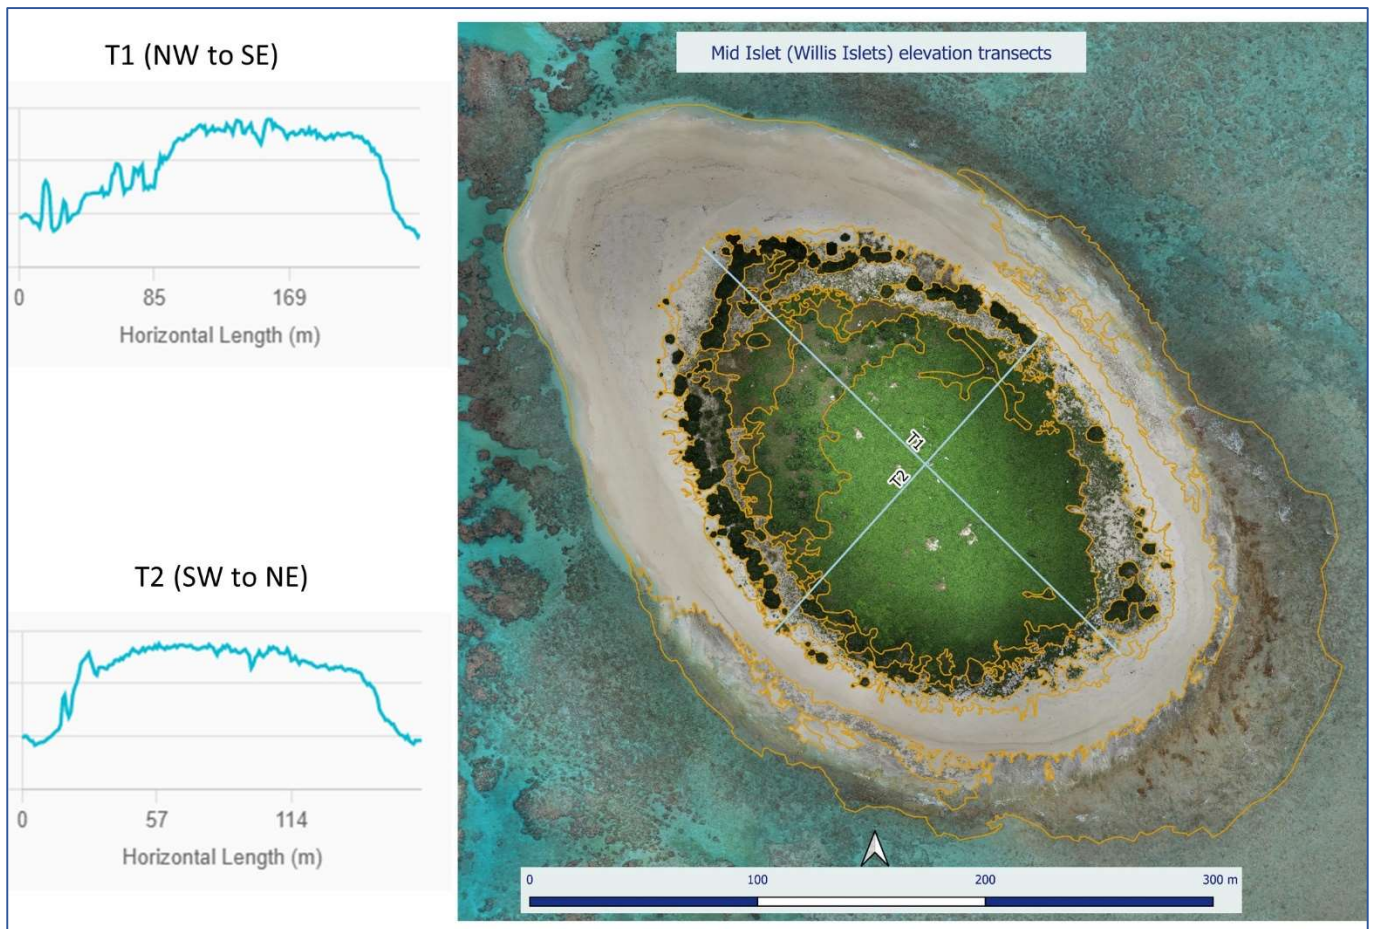 T1 (NW to SE)
0 85 169
Horizontal Length (m)
T2 (SW to NE)
0 57 114
Horizontal Length (m)
Mid Islet (Willis Islets) elevation transects
T1
T2
0 100 200 300 m